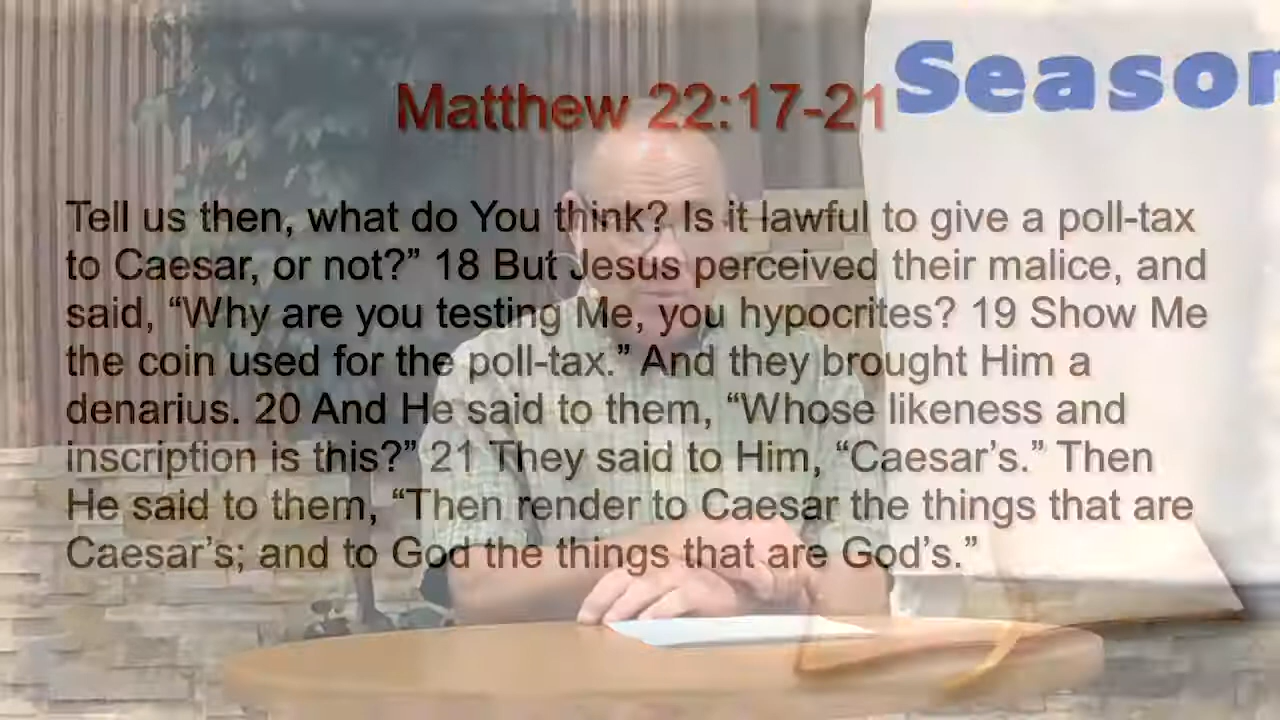 Season
Matthew 22:17-21
Tell us then, what do You think? Is it lawful to give a poll-tax
to Caesar, or not?” 18 But Jesus perceived their malice, and
said, “Why are you testing Me, you hypocrites? 19 Show Me
the coin used for the poll-tax.” And they brought Him a
denarius. 20 And He said to them, “Whose likeness and
inscription is this?” 21 They said to Him, “Caesar’s.” Then
He said to them, “Then render to Caesar the things that are
Caesar’s; and to God the things that are God’s.”